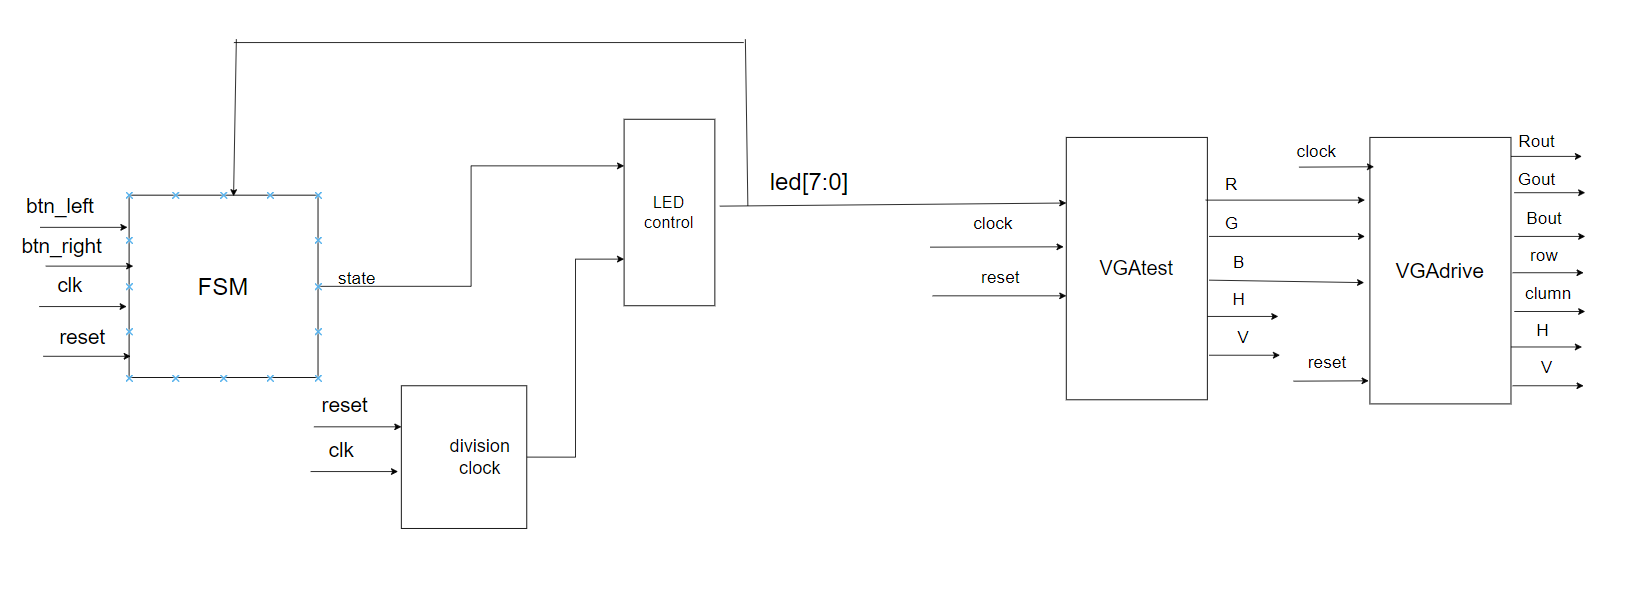 btn_left
btn_right
clk
reset
FSM
state
reset
clk
division
clock
LED
control
led[7:0]
clock
reset
VGAtest
R
G
B
H
V
clock
reset
VGAdrive
Rout
Gout
Bout
row
clumn
H
V